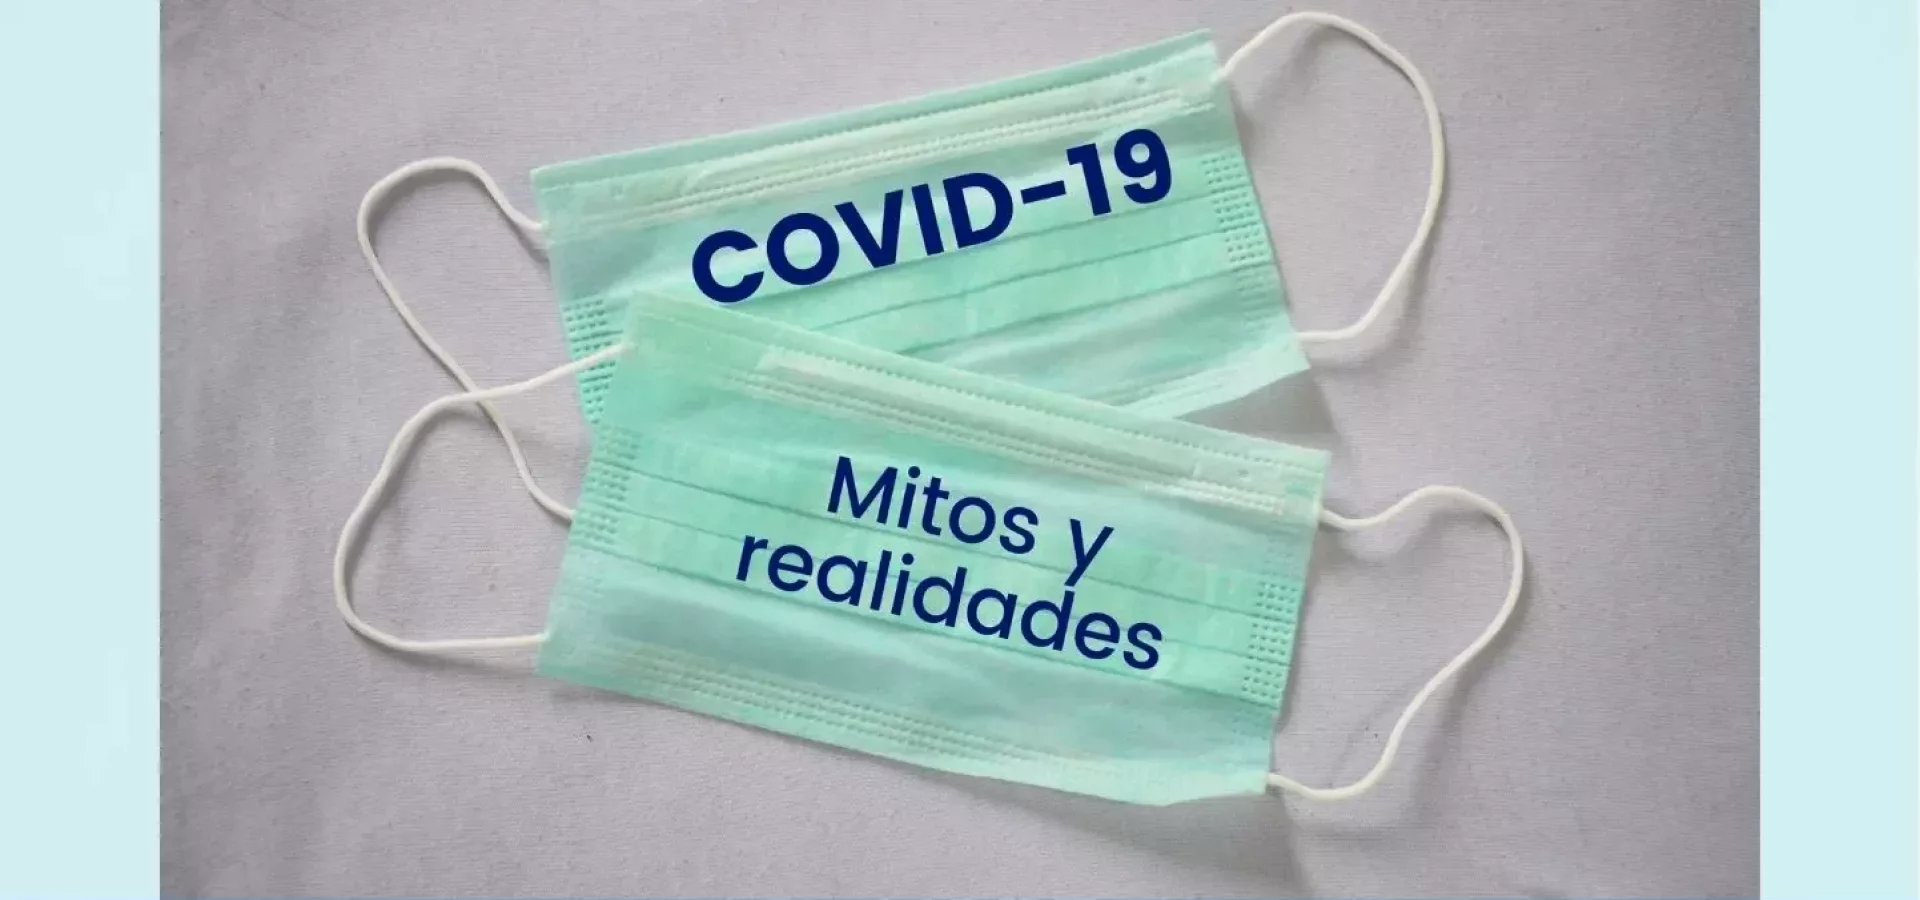 COVID-19
Mitos y
realidades